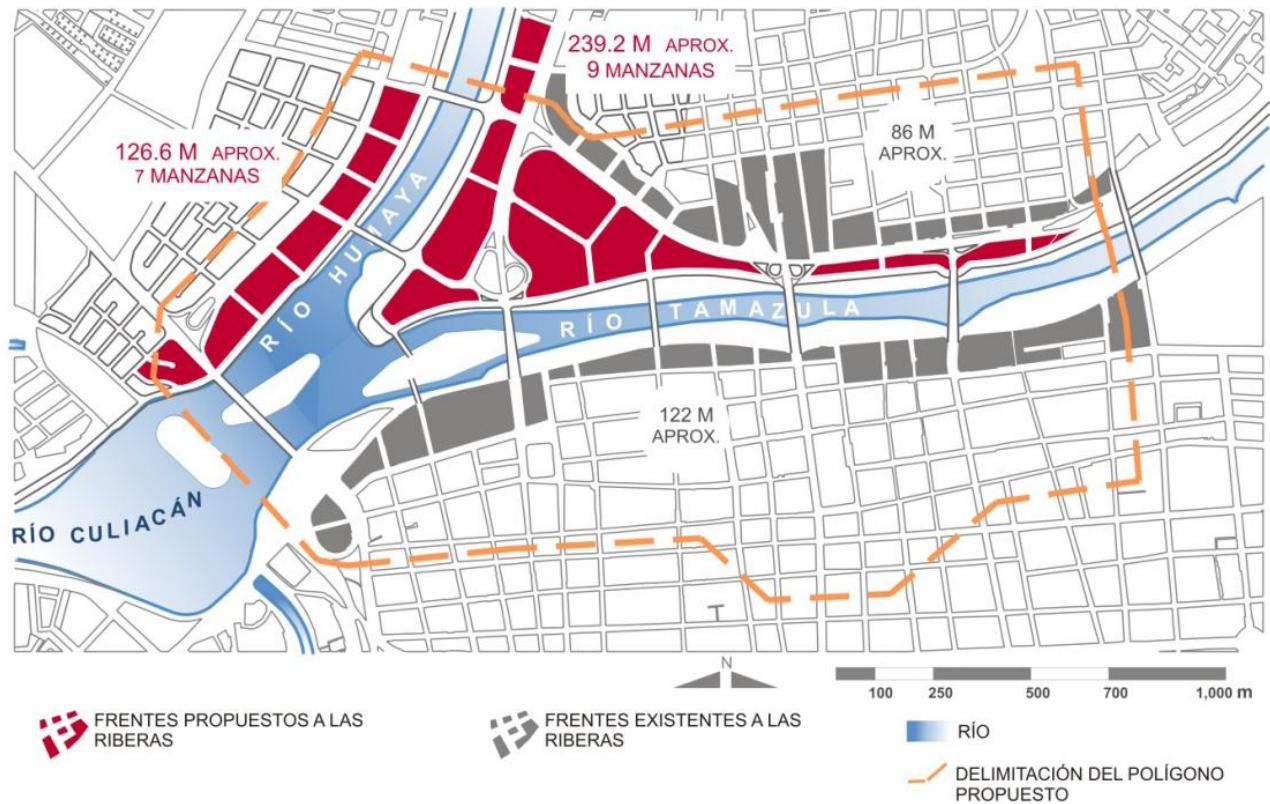 239.2 M APROX.
9 MANZANAS
126.6 M APROX.
7 MANZANAS
86 M
APROX.
RÍO HUMAYA
RÍO TAMAZULA
122 M
APROX.
RÍO CULIACÁN
N
100 250 500 700 1,000 m
FRENTES PROPUESTOS A LAS
RIBERAS
FRENTES EXISTENTES A LAS
RIBERAS
RÍO
DELIMITACIÓN DEL POLÍGONO
PROPUESTO